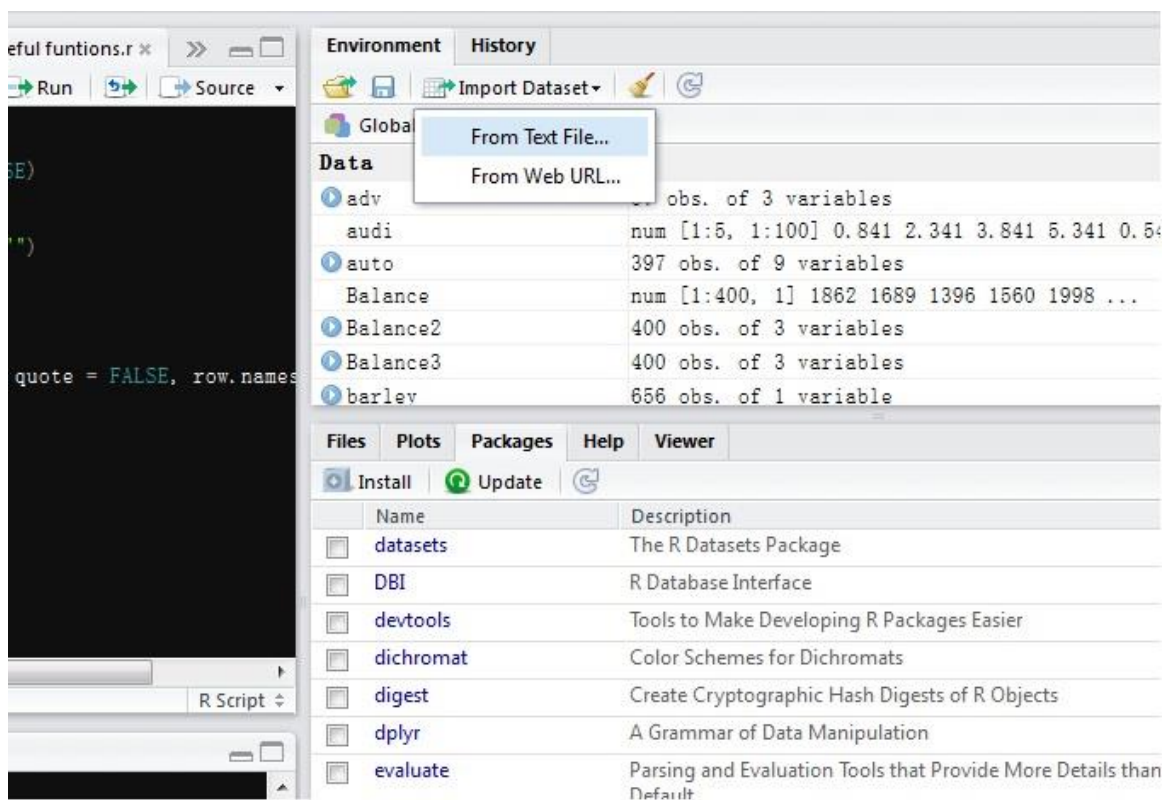 eful funtions.r
Run
Source
SE)
"")
quote = FALSE, row.names
R Script
Environment History
Import Dataset
Global
From Text File...
From Web URL...
Data
adv obs. of 3 variables
audi num [1:5, 1:100] 0.841 2.341 3.841 5.341 0.54
auto 397 obs. of 9 variables
Balance num [1:400, 1] 1862 1689 1396 1560 1998 ...
Balance2 400 obs. of 3 variables
Balance3 400 obs. of 3 variables
barley 656 obs. of 1 variable
Files Plots Packages Help Viewer
Install Update
Name Description
datasets The R Datasets Package
DBI R Database Interface
devtools Tools to Make Developing R Packages Easier
dichromat Color Schemes for Dichromats
digest Create Cryptographic Hash Digests of R Objects
dplyr A Grammar of Data Manipulation
evaluate Parsing and Evaluation Tools that Provide More Details than
Default